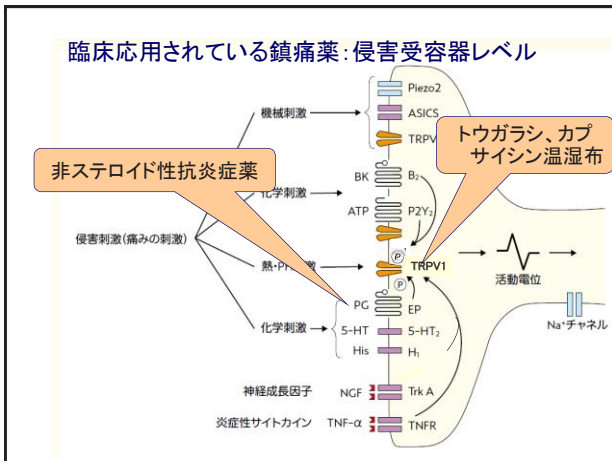 臨床応用されている鎮痛薬：侵害受容器レベル
Piezo2
機械刺激
ASICS
TRPV
トウガラシ、カプ
サイシン温湿布
非ステロイド性抗炎症薬
BK
B₂
化学刺激
ATP
P2Y₂
侵害刺激(痛みの刺激)
P
熱・PH刺激
TRPV1
P
活動電位
PG
EP
Na⁺チャネル
化学刺激
5-HT
5-HT₂
His
H₁
神経成長因子
NGF
Trk A
炎症性サイトカイン
TNF-α
TNFR